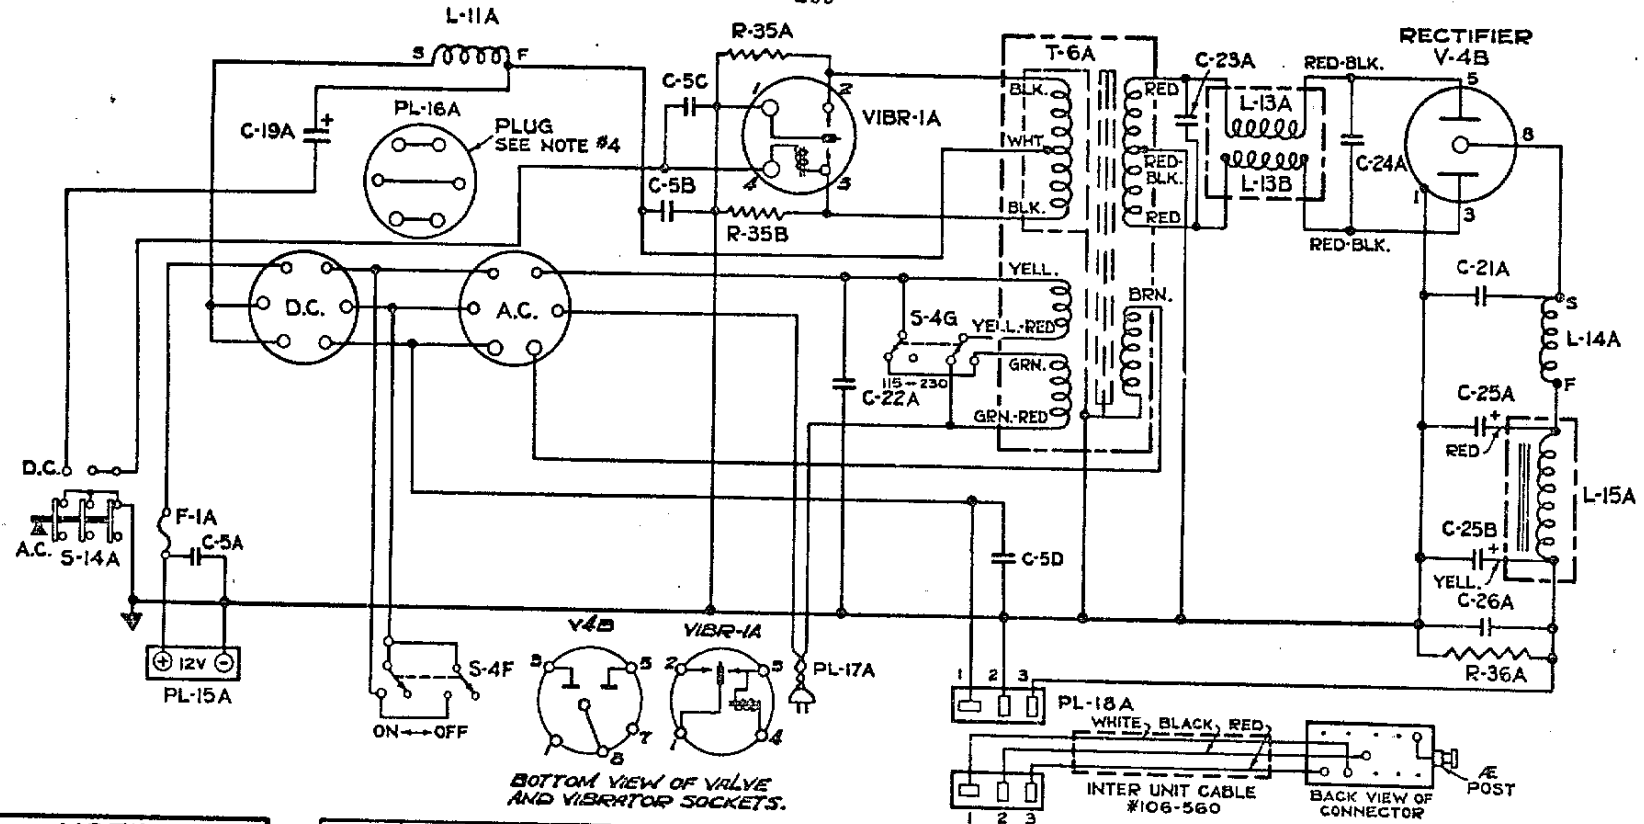 L-11A
R-35A
T-6A
C-23A
RECTIFIER
V-4B
S
F
RED-BLK.
5
C-5C
1
2
BLK.
RED
L-13A
PL-16A
C-19A
+
PLUG
SEE NOTE #4
VIBR-1A
8
WHT.
RED-
BLK.
C-24A
C-5B
4
3
L-13B
1
3
BLK.
RED
R-35B
RED-BLK.
YELL.
C-21A
BRN.
S
D.C.
A.C.
S-4G
YELL.-RED
L-14A
GRN.
115-230
C-22A
F
C-25A
GRN.-RED
+
RED
D.C.
L-15A
F-1A
C-5A
A.C.
S-14A
C-25B
+
C-5D
YELL.
C-26A
V4B
VIBR-1A
3
5
2
3
+ 12V -
S-4F
PL-17A
1
2
3
R-36A
PL-15A
PL-18A
ON↔OFF
1
7
8
1
4
WHITE, BLACK, RED
BOTTOM VIEW OF VALVE
AND VIBRATOR SOCKETS.
INTER UNIT CABLE
#106-560
BACK VIEW OF
CONNECTOR
Æ
POST
1
2
3